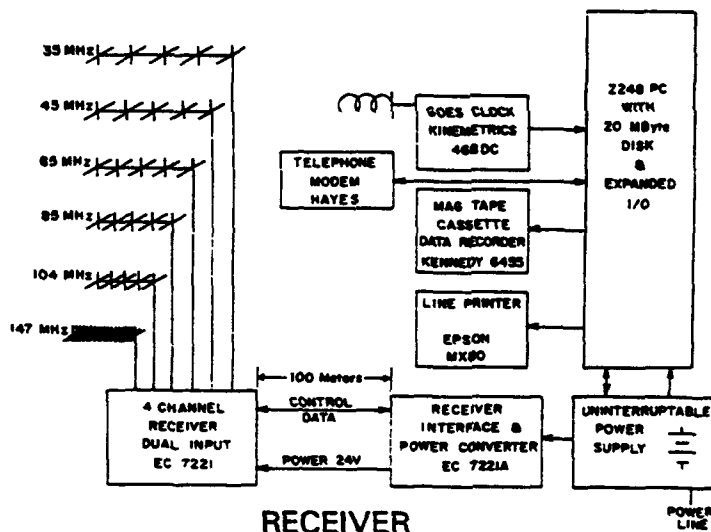 35 MHz
45 MHz
65 MHz
85 MHz
104 MHz
147 MHz
GOES CLOCK
KINEMETRICS
468DC
TELEPHONE
MODEM
HAYES
MAG TAPE
CASSETTE
DATA RECORDER
KENNEDY 6455
LINE PRINTER
EPSON
MX80
Z248 PC
WITH
20 MByte
DISK
&
EXPANDED
I/O
4 CHANNEL
RECEIVER
DUAL INPUT
EC 7221
100 Meters
CONTROL
DATA
POWER 24V
RECEIVER
INTERFACE &
POWER CONVERTER
EC 7221A
UNINTERRUPTABLE
POWER
SUPPLY
POWER
LINE
RECEIVER